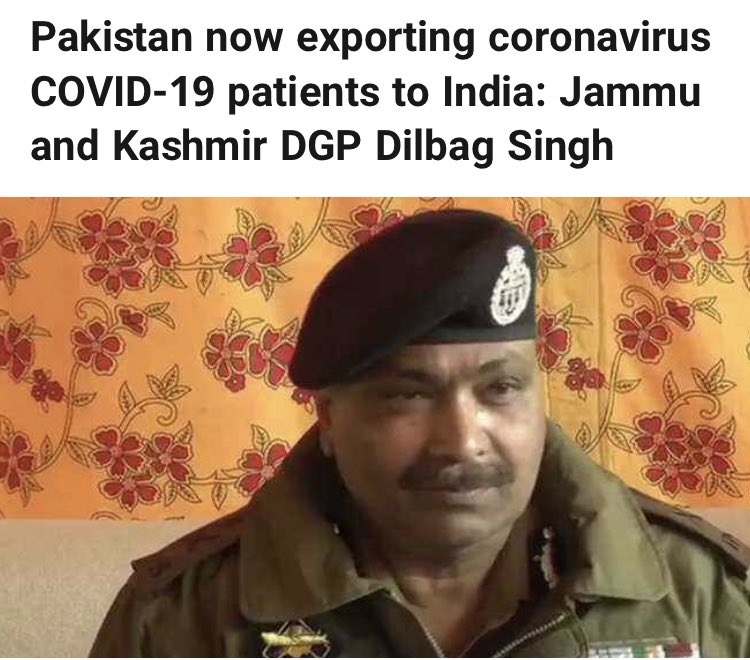 Pakistan now exporting coronavirus
COVID-19 patients to India: Jammu
and Kashmir DGP Dilbag Singh